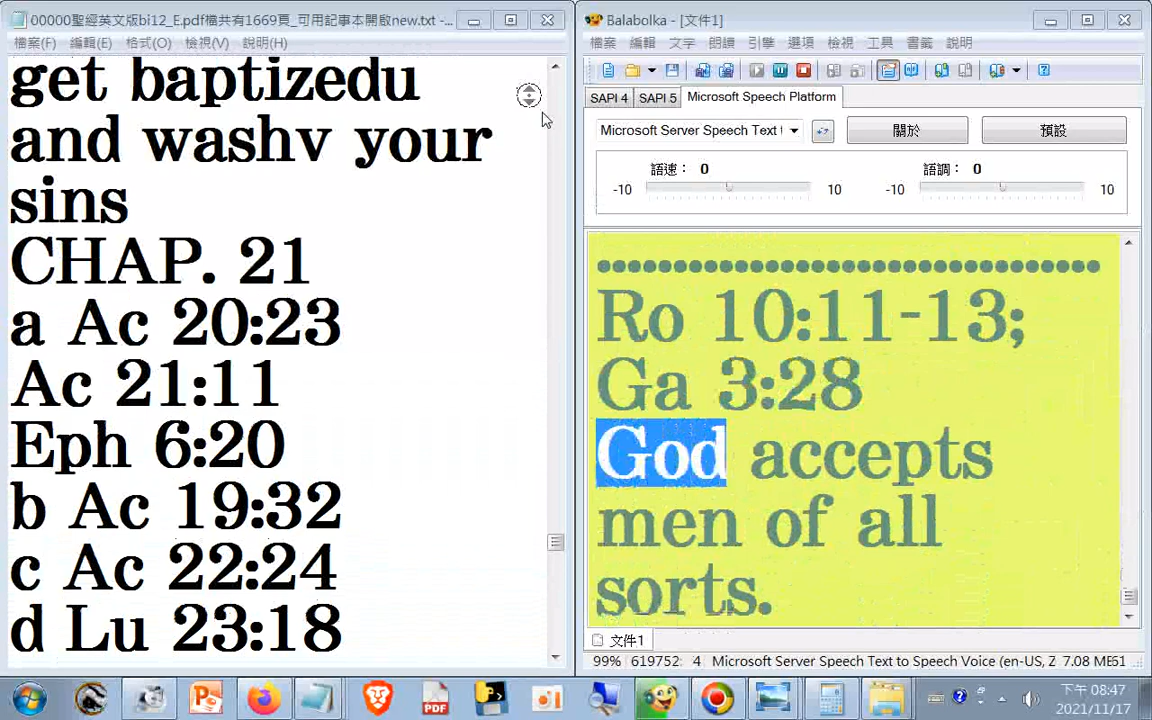 00000聖經英文版bi12_E.pdf檔共有1669頁_可用記事本開啟new.txt -...
檔案(F) 編輯(E) 格式(O) 檢視(V) 說明(H)
get baptizedu
and washv your
sins
CHAP. 21
a Ac 20:23
Ac 21:11
Eph 6:20
b Ac 19:32
c Ac 22:24
d Lu 23:18
Balabolka - [文件1]
檔案 編輯 文字 朗讀 引擎 選項 檢視 工具 書籤 說明
SAPI 4 SAPI 5 Microsoft Speech Platform
Microsoft Server Speech Text t 關於 預設
語速： 0 語調： 0
-10 10 -10 10
Ro 10:11-13;
Ga 3:28
God accepts
men of all
sorts.
文件1
99% 619752: 4 Microsoft Server Speech Text to Speech Voice (en-US, Z 7.08 ME61
下午 08:47
2021/11/17